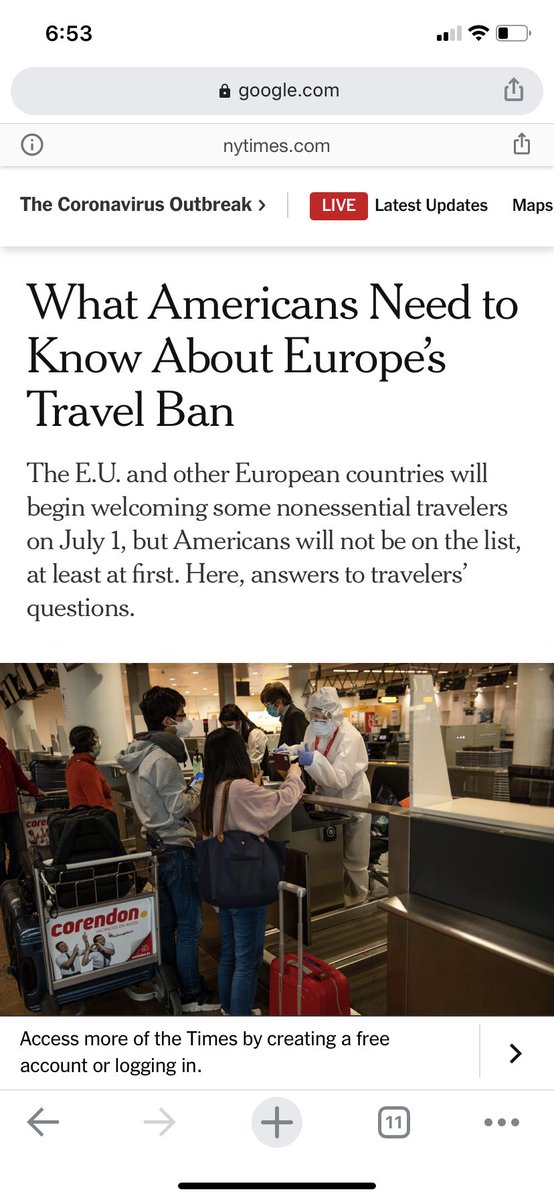 6:53
google.com
nytimes.com
The Coronavirus Outbreak >
LIVE Latest Updates Maps
What Americans Need to
Know About Europe's
Travel Ban
The E.U. and other European countries will
begin welcoming some nonessential travelers
on July 1, but Americans will not be on the list,
at least at first. Here, answers to travelers'
questions.
corendon
Access more of the Times by creating a free
account or logging in.
11